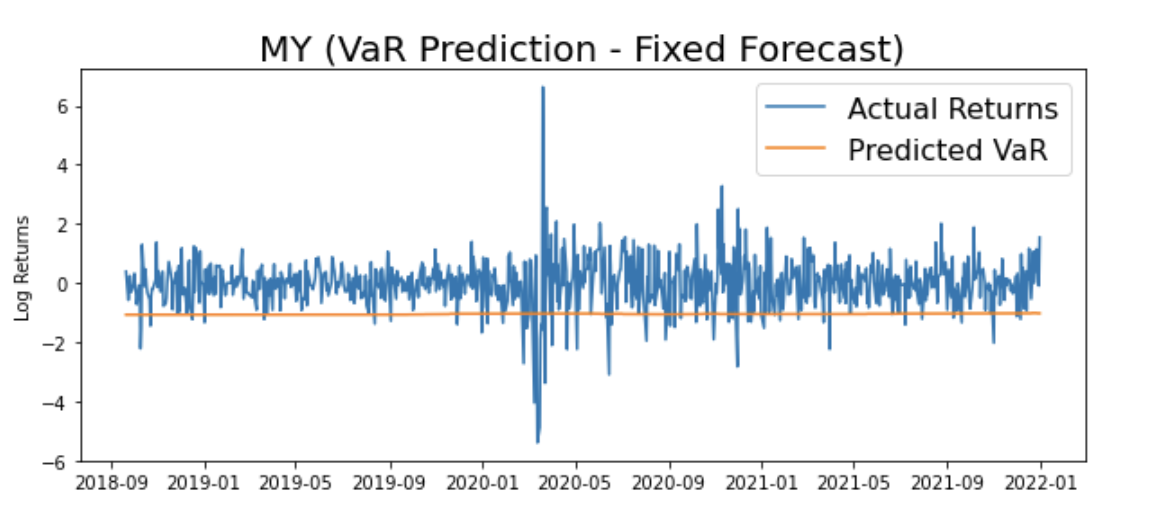 MY (VaR Prediction - Fixed Forecast)
Actual Returns
Predicted VaR
Log Returns
6
4
2
0
−2
−4
−6
2018-09 2019-01 2019-05 2019-09 2020-01 2020-05 2020-09 2021-01 2021-05 2021-09 2022-01